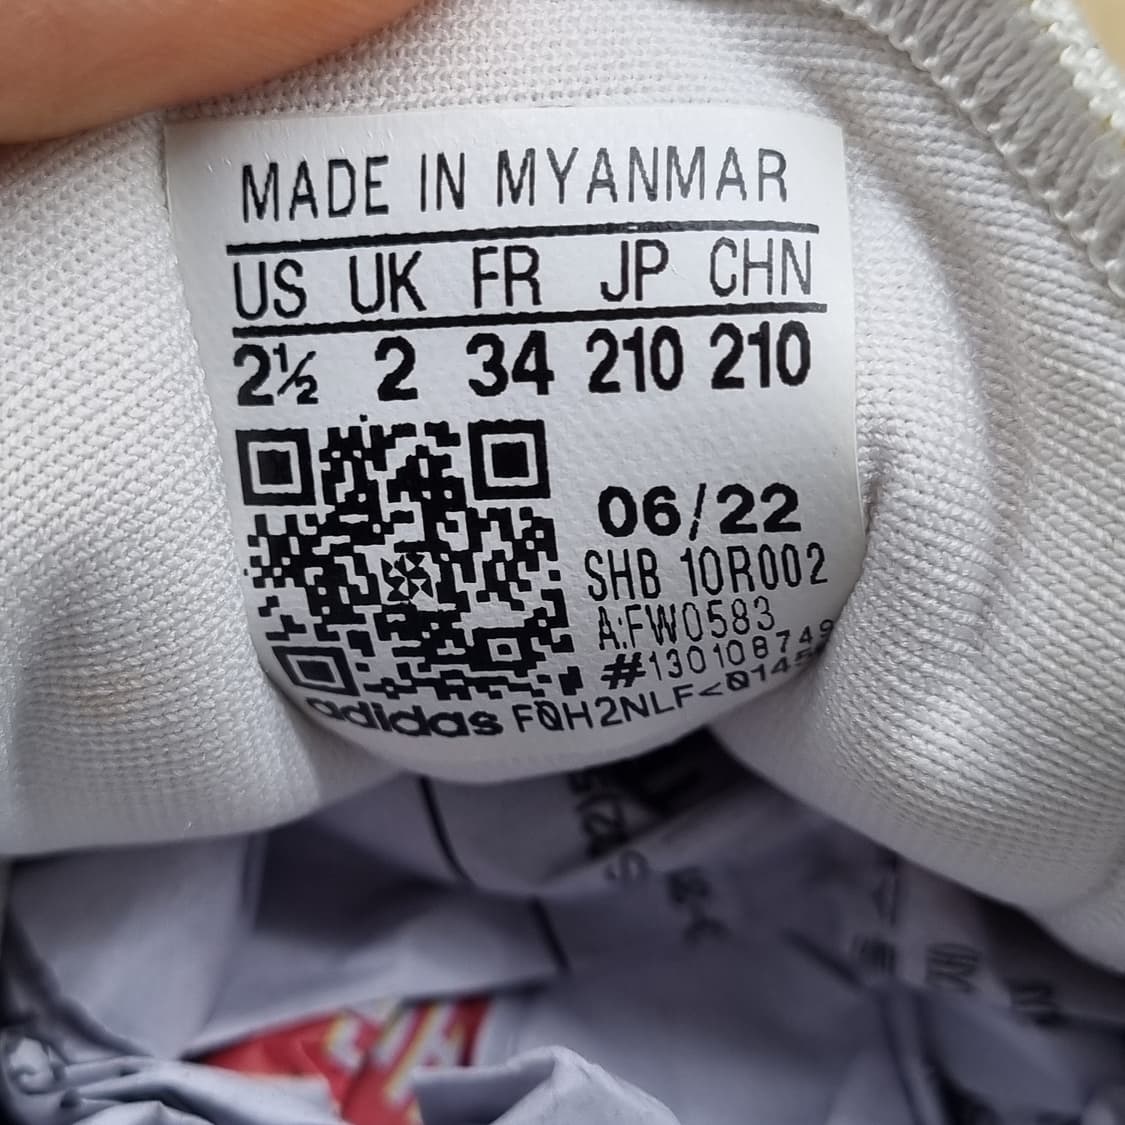 MADE IN MYANMAR
US UK FR JP CHN
2½ 2 34 210 210
06/22
SHB 10R002
A:FW0583
#130108749
adidas F0H2NLF<0145